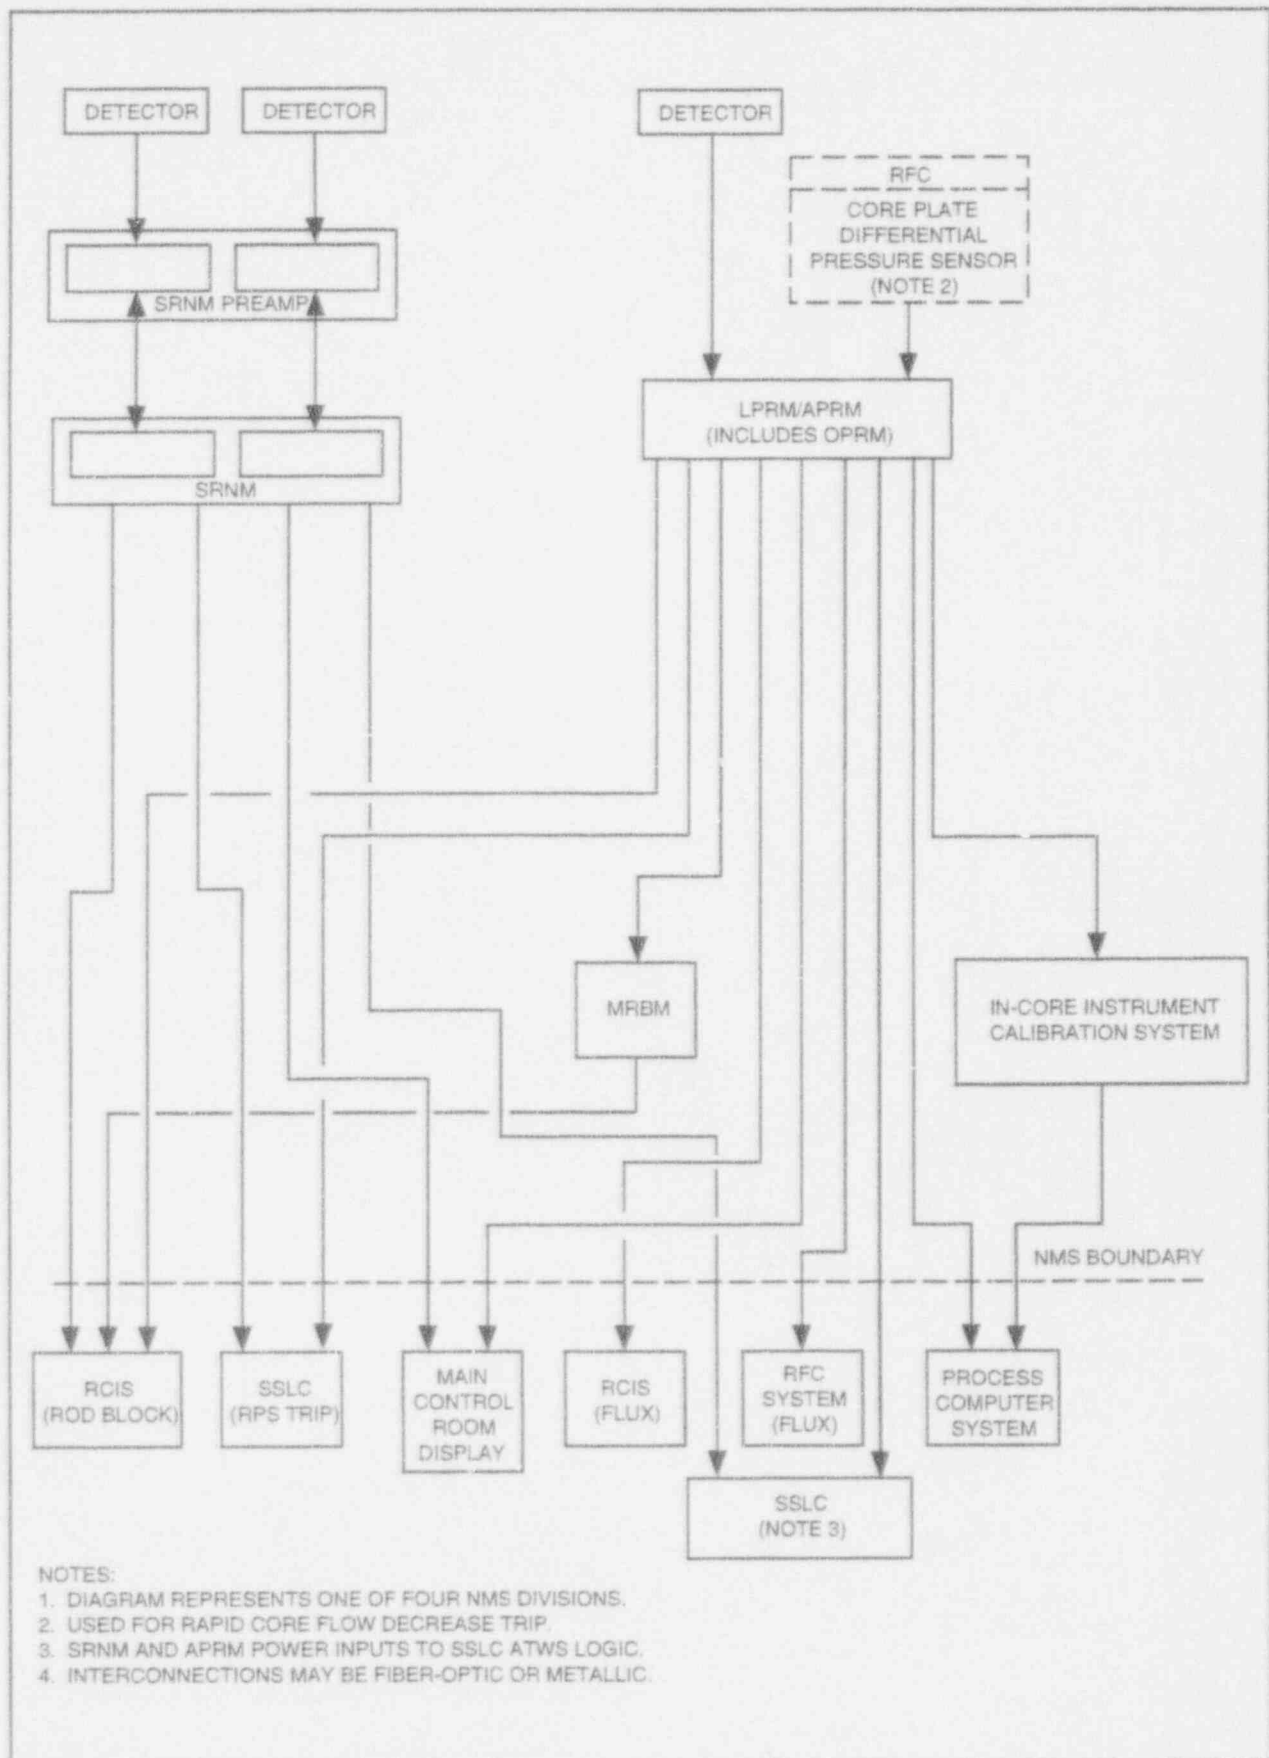 DETECTOR
DETECTOR
DETECTOR
RFC
CORE PLATE
DIFFERENTIAL
PRESSURE SENSOR
(NOTE 2)
SRNM PREAMP
LPRM/APRM
(INCLUDES OPRM)
SRNM
MRBM
IN-CORE INSTRUMENT
CALIBRATION SYSTEM
NMS BOUNDARY
RCIS
(ROD BLOCK)
SSLC
(RPS TRIP)
MAIN
CONTROL
ROOM
DISPLAY
RCIS
(FLUX)
RFC
SYSTEM
(FLUX)
PROCESS
COMPUTER
SYSTEM
SSLC
(NOTE 3)
NOTES:
1. DIAGRAM REPRESENTS ONE OF FOUR NMS DIVISIONS.
2. USED FOR RAPID CORE FLOW DECREASE TRIP.
3. SRNM AND APRM POWER INPUTS TO SSLC ATWS LOGIC.
4. INTERCONNECTIONS MAY BE FIBER-OPTIC OR METALLIC.